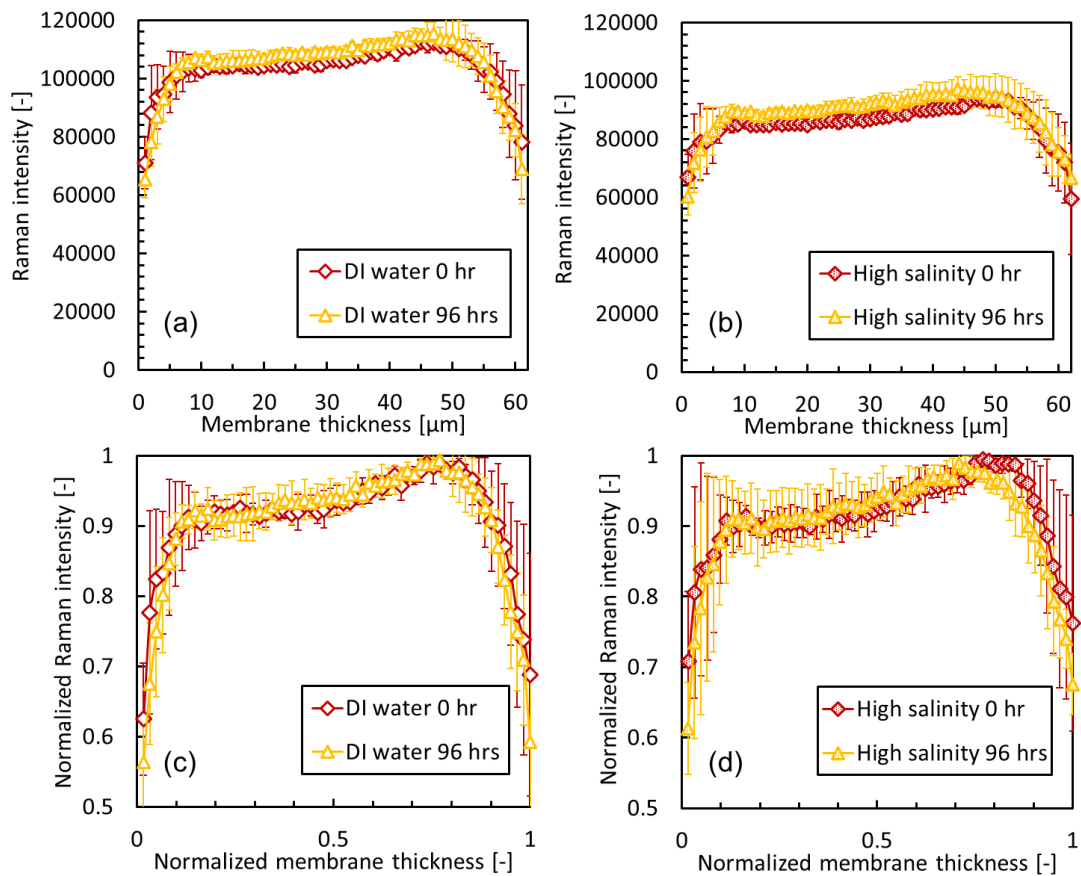 120000
100000
80000
60000
40000
20000
0
Raman intensity [-]
DI water 0 hr
DI water 96 hrs
(a)
0 10 20 30 40 50 60
Membrane thickness [µm]
120000
100000
80000
60000
40000
20000
0
Raman intensity [-]
High salinity 0 hr
High salinity 96 hrs
(b)
0 10 20 30 40 50 60
Membrane thickness [µm]
1
0.9
0.8
0.7
0.6
0.5
Normalized Raman intensity [-]
DI water 0 hr
DI water 96 hrs
(c)
0 0.5 1
Normalized membrane thickness [-]
1
0.9
0.8
0.7
0.6
0.5
Normalized Raman intensity [-]
High salinity 0 hr
High salinity 96 hrs
(d)
0 0.5 1
Normalized membrane thickness [-]